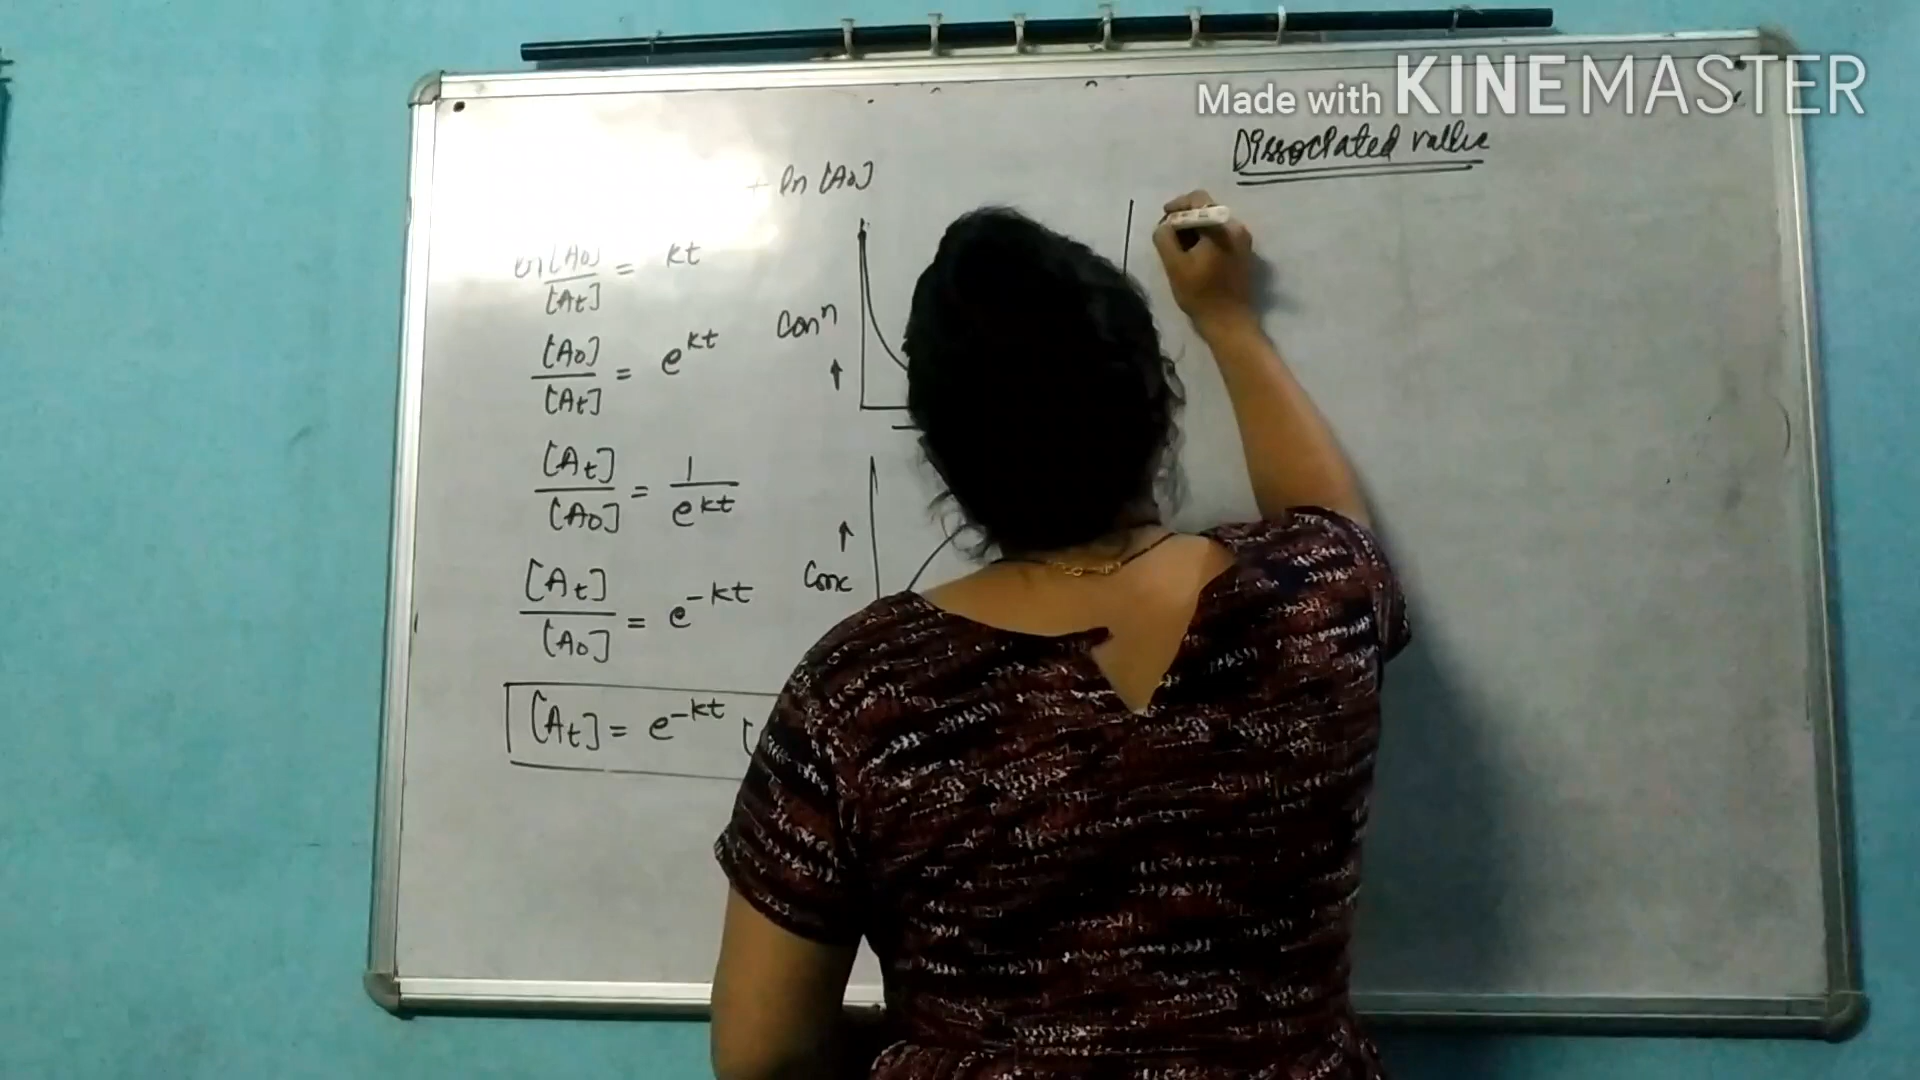 Made with KINEMASTER
Dissociated value
+ ln [A0]
[A0] / [At] = kt
[A0] / [At] = e^kt
Conn
↑
[At] / [A0] = 1 / e^kt
↑
Conc
[At] / [A0] = e^-kt
[At] = e^-kt [